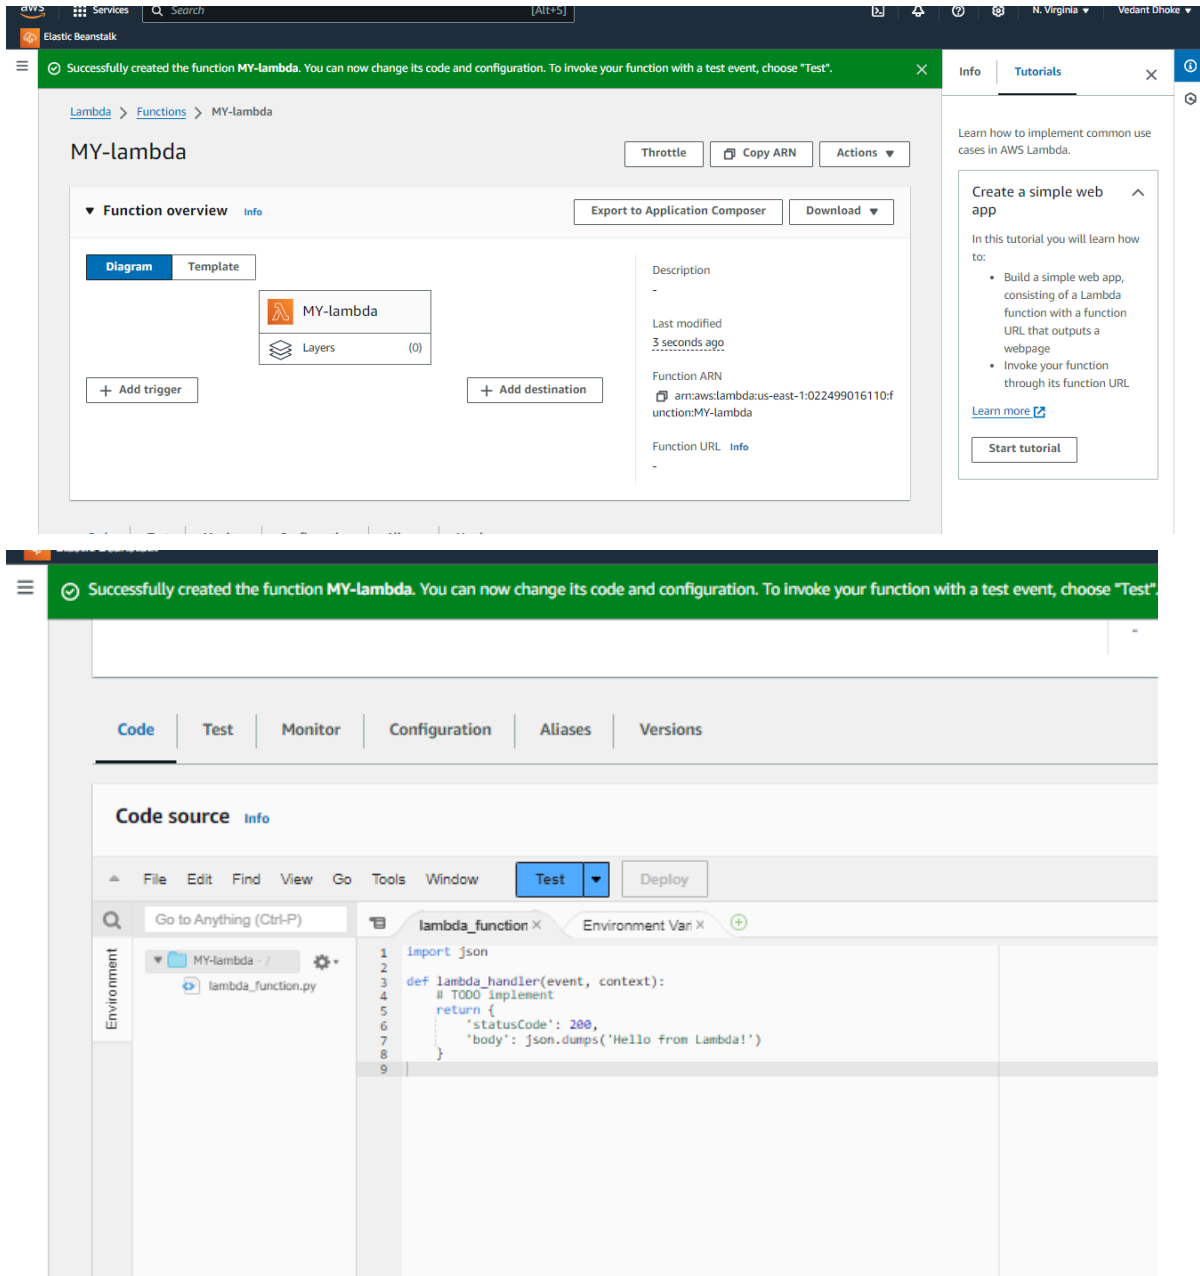 aws
Services
Search
[Alt+S]
N. Virginia
Vedant Dhoke
Elastic Beanstalk
Successfully created the function MY-lambda. You can now change its code and configuration. To invoke your function with a test event, choose "Test".
Info
Tutorials
Lambda > Functions > MY-lambda
MY-lambda
Throttle
Copy ARN
Actions
Function overview Info
Export to Application Composer
Download
Diagram
Template
MY-lambda
Layers (0)
+ Add trigger
+ Add destination
Description
-
Last modified
3 seconds ago
Function ARN
arn:aws:lambda:us-east-1:022499016110:f
unction:MY-lambda
Function URL Info
-
Learn how to implement common use
cases in AWS Lambda.
Create a simple web
app
In this tutorial you will learn how
to:
• Build a simple web app,
consisting of a Lambda
function with a function
URL that outputs a
webpage
• Invoke your function
through its function URL
Learn more
Start tutorial
Successfully created the function MY-lambda. You can now change its code and configuration. To invoke your function with a test event, choose "Test".
-
Code
Test
Monitor
Configuration
Aliases
Versions
Code source Info
File Edit Find View Go Tools Window
Test
Deploy
Go to Anything (Ctrl-P)
lambda_function
Environment Vari
Environment
MY-lambda - /
lambda_function.py
1 import json
2
3 def lambda_handler(event, context):
4 # TODO implement
5 return {
6 'statusCode': 200,
7 'body': json.dumps('Hello from Lambda!')
8 }
9